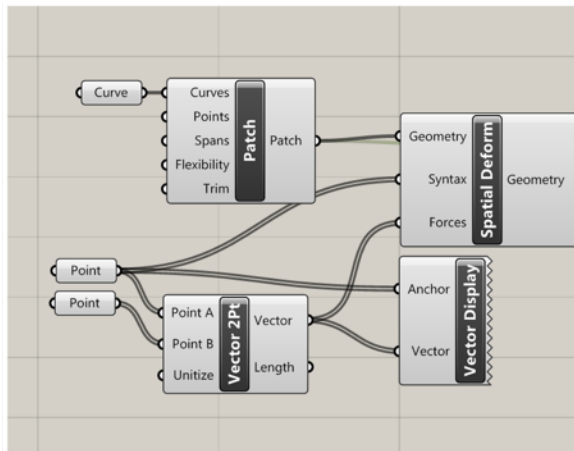 Curve
Curves
Points
Spans
Flexibility
Trim
Patch
Patch
Geometry
Syntax
Forces
Spatial Deform
Geometry
Point
Point
Point A
Point B
Unitize
Vector 2Pt
Vector
Length
Anchor
Vector
Vector Display